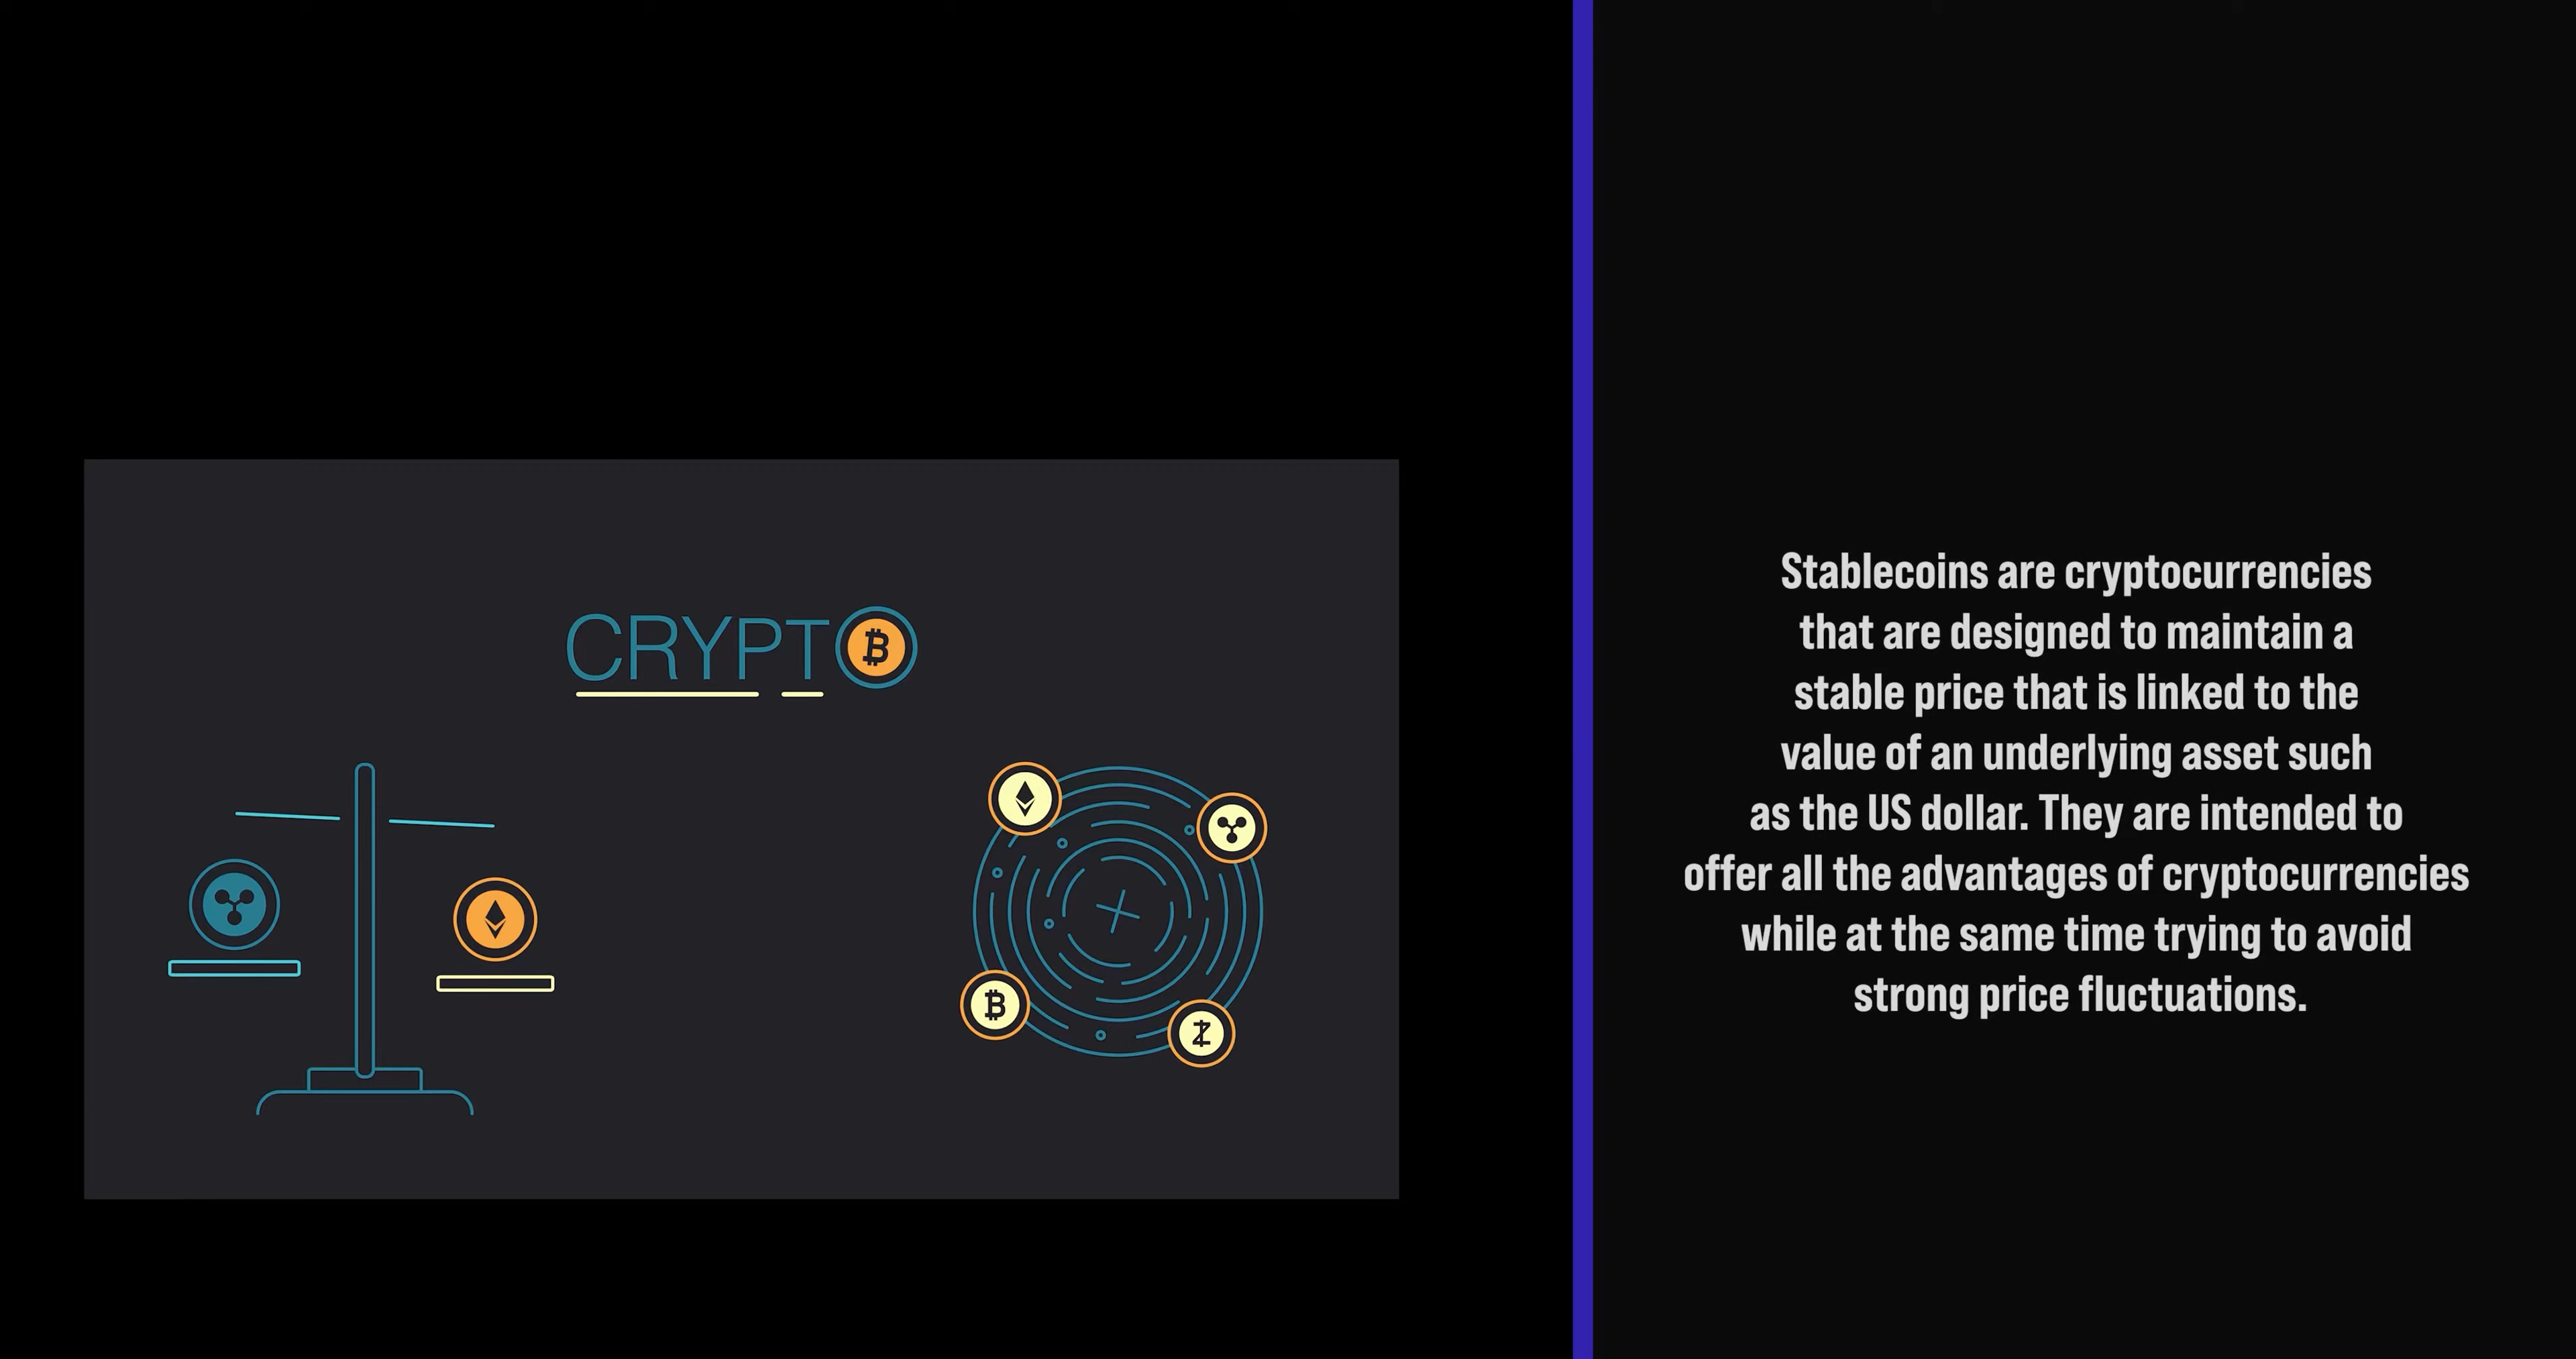 CRYPT₿
Stablecoins are cryptocurrencies
that are designed to maintain a
stable price that is linked to the
value of an underlying asset such
as the US dollar. They are intended to
offer all the advantages of cryptocurrencies
while at the same time trying to avoid
strong price fluctuations.